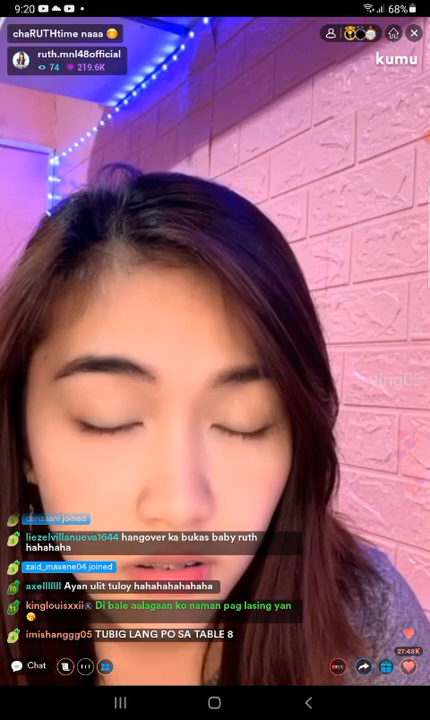 9:20
68%
chaRUTHtime naaa
ruth.mnl48official
74 219.6K
kumu
ying05
joined
liezelvillanueva1644 hangover ka bukas baby ruth
hahahaha
zaid_maxene04 joined
axelllllll Ayan ulit tuloy hahahahahahaha
kinglouisxxii Di bale aalagaan ko naman pag lasing yan
imishanggg05 TUBIG LANG PO SA TABLE 8
27.48K
Chat